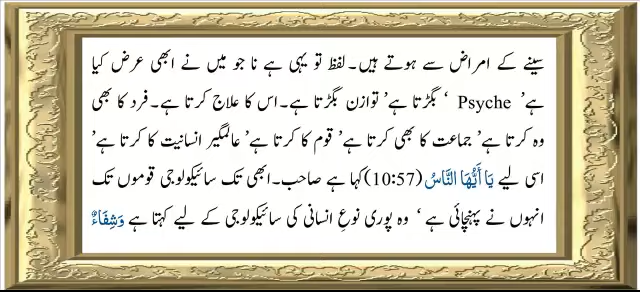 سینے کے امراض سے ہوتے ہیں۔ لفظ تو یہی ہے نا جو میں نے ابھی عرض کیا
ہے’ Psyche ‘ بگڑتا ہے’ توازن بگڑتا ہے۔ اس کا علاج کرتا ہے۔ فرد کا بھی
وہ کرتا ہے’ جماعت کا بھی کرتا ہے’ قوم کا کرتا ہے’ عالمگیر انسانیت کا کرتا ہے’
اسی لیے یَا أَیُّهَا النَّاسُ (10:57) کہا ہے صاحب۔ ابھی تک سائیکولوجی قوموں تک
انہوں نے پہنچائی ہے ‘ وہ پوری نوعِ انسانی کی سائیکولوجی کے لیے کہتا ہے وَشِفَاءٌ